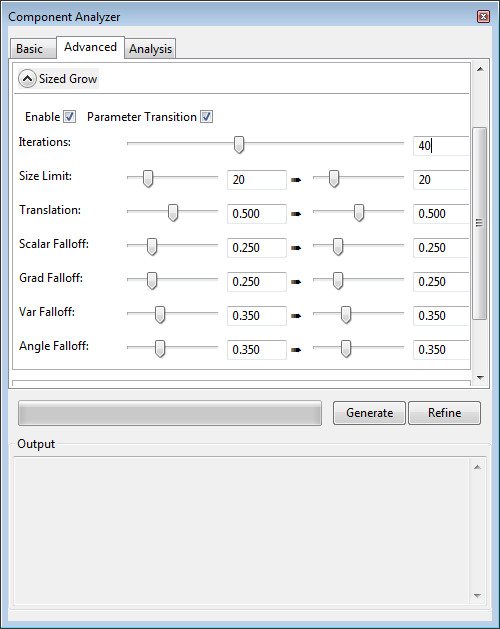 Component Analyzer
Basic Advanced Analysis
Sized Grow
Enable Parameter Transition
Iterations: 40
Size Limit: 20 20
Translation: 0.500 0.500
Scalar Falloff: 0.250 0.250
Grad Falloff: 0.250 0.250
Var Falloff: 0.350 0.350
Angle Falloff: 0.350 0.350
Generate Refine
Output